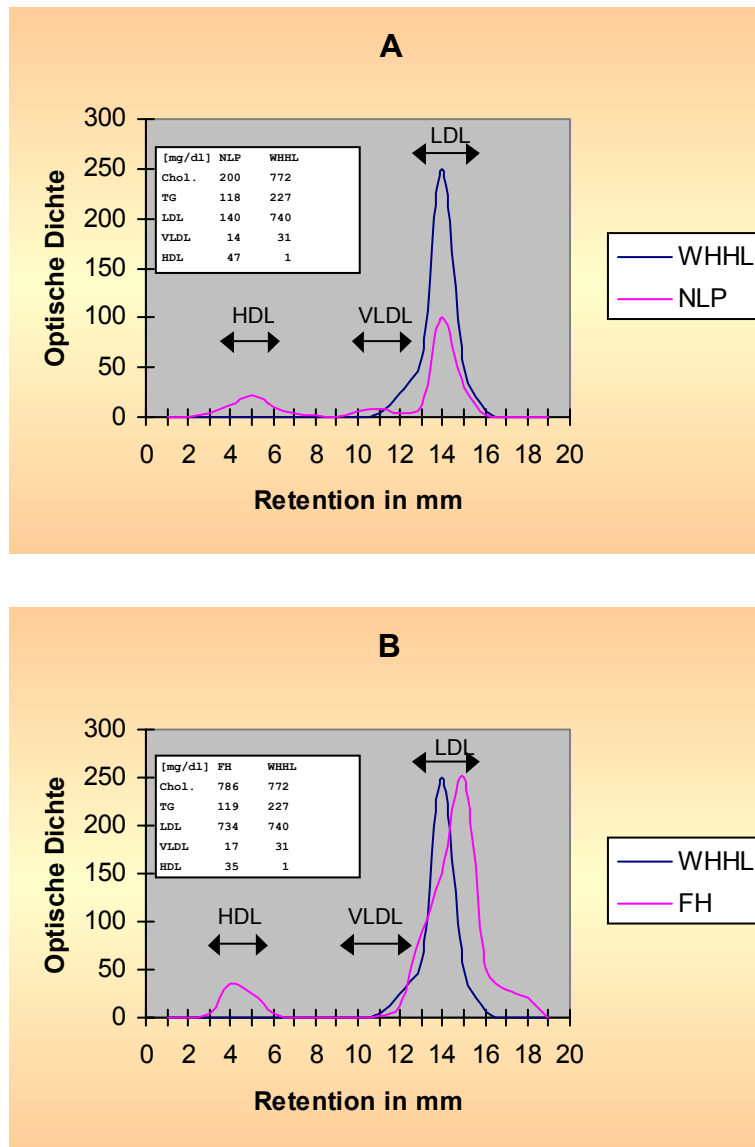 A
300
250
200
150
100
50
0
Optische Dichte
[mg/dl] NLP WHHL
Chol. 200 772
TG 118 227
LDL 140 740
VLDL 14 31
HDL 47 1
HDL
VLDL
LDL
WHHL
NLP
0 2 4 6 8 10 12 14 16 18 20
Retention in mm
B
300
250
200
150
100
50
0
Optische Dichte
[mg/dl] FH WHHL
Chol. 786 772
TG 119 227
LDL 734 740
VLDL 17 31
HDL 35 1
HDL
VLDL
LDL
WHHL
FH
0 2 4 6 8 10 12 14 16 18 20
Retention in mm